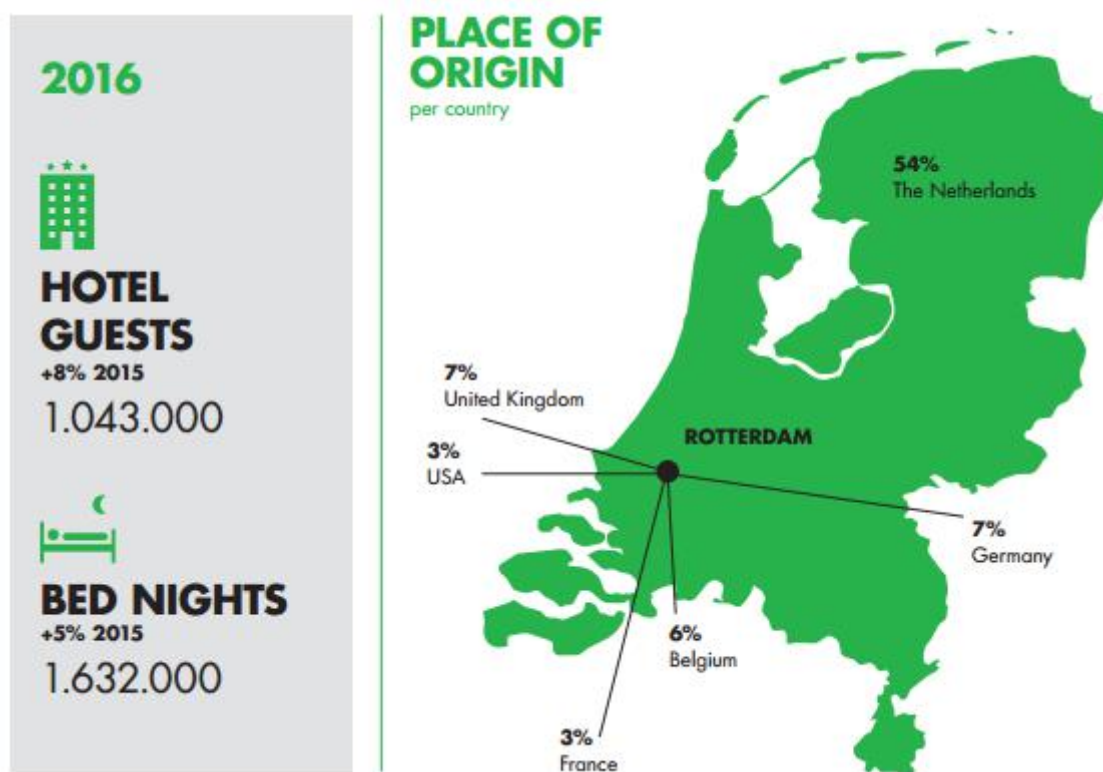 2016
HOTEL
GUESTS
+8% 2015
1.043.000
BED NIGHTS
+5% 2015
1.632.000
PLACE OF
ORIGIN
per country
54%
The Netherlands
7%
United Kingdom
ROTTERDAM
3%
USA
7%
Germany
6%
Belgium
3%
France